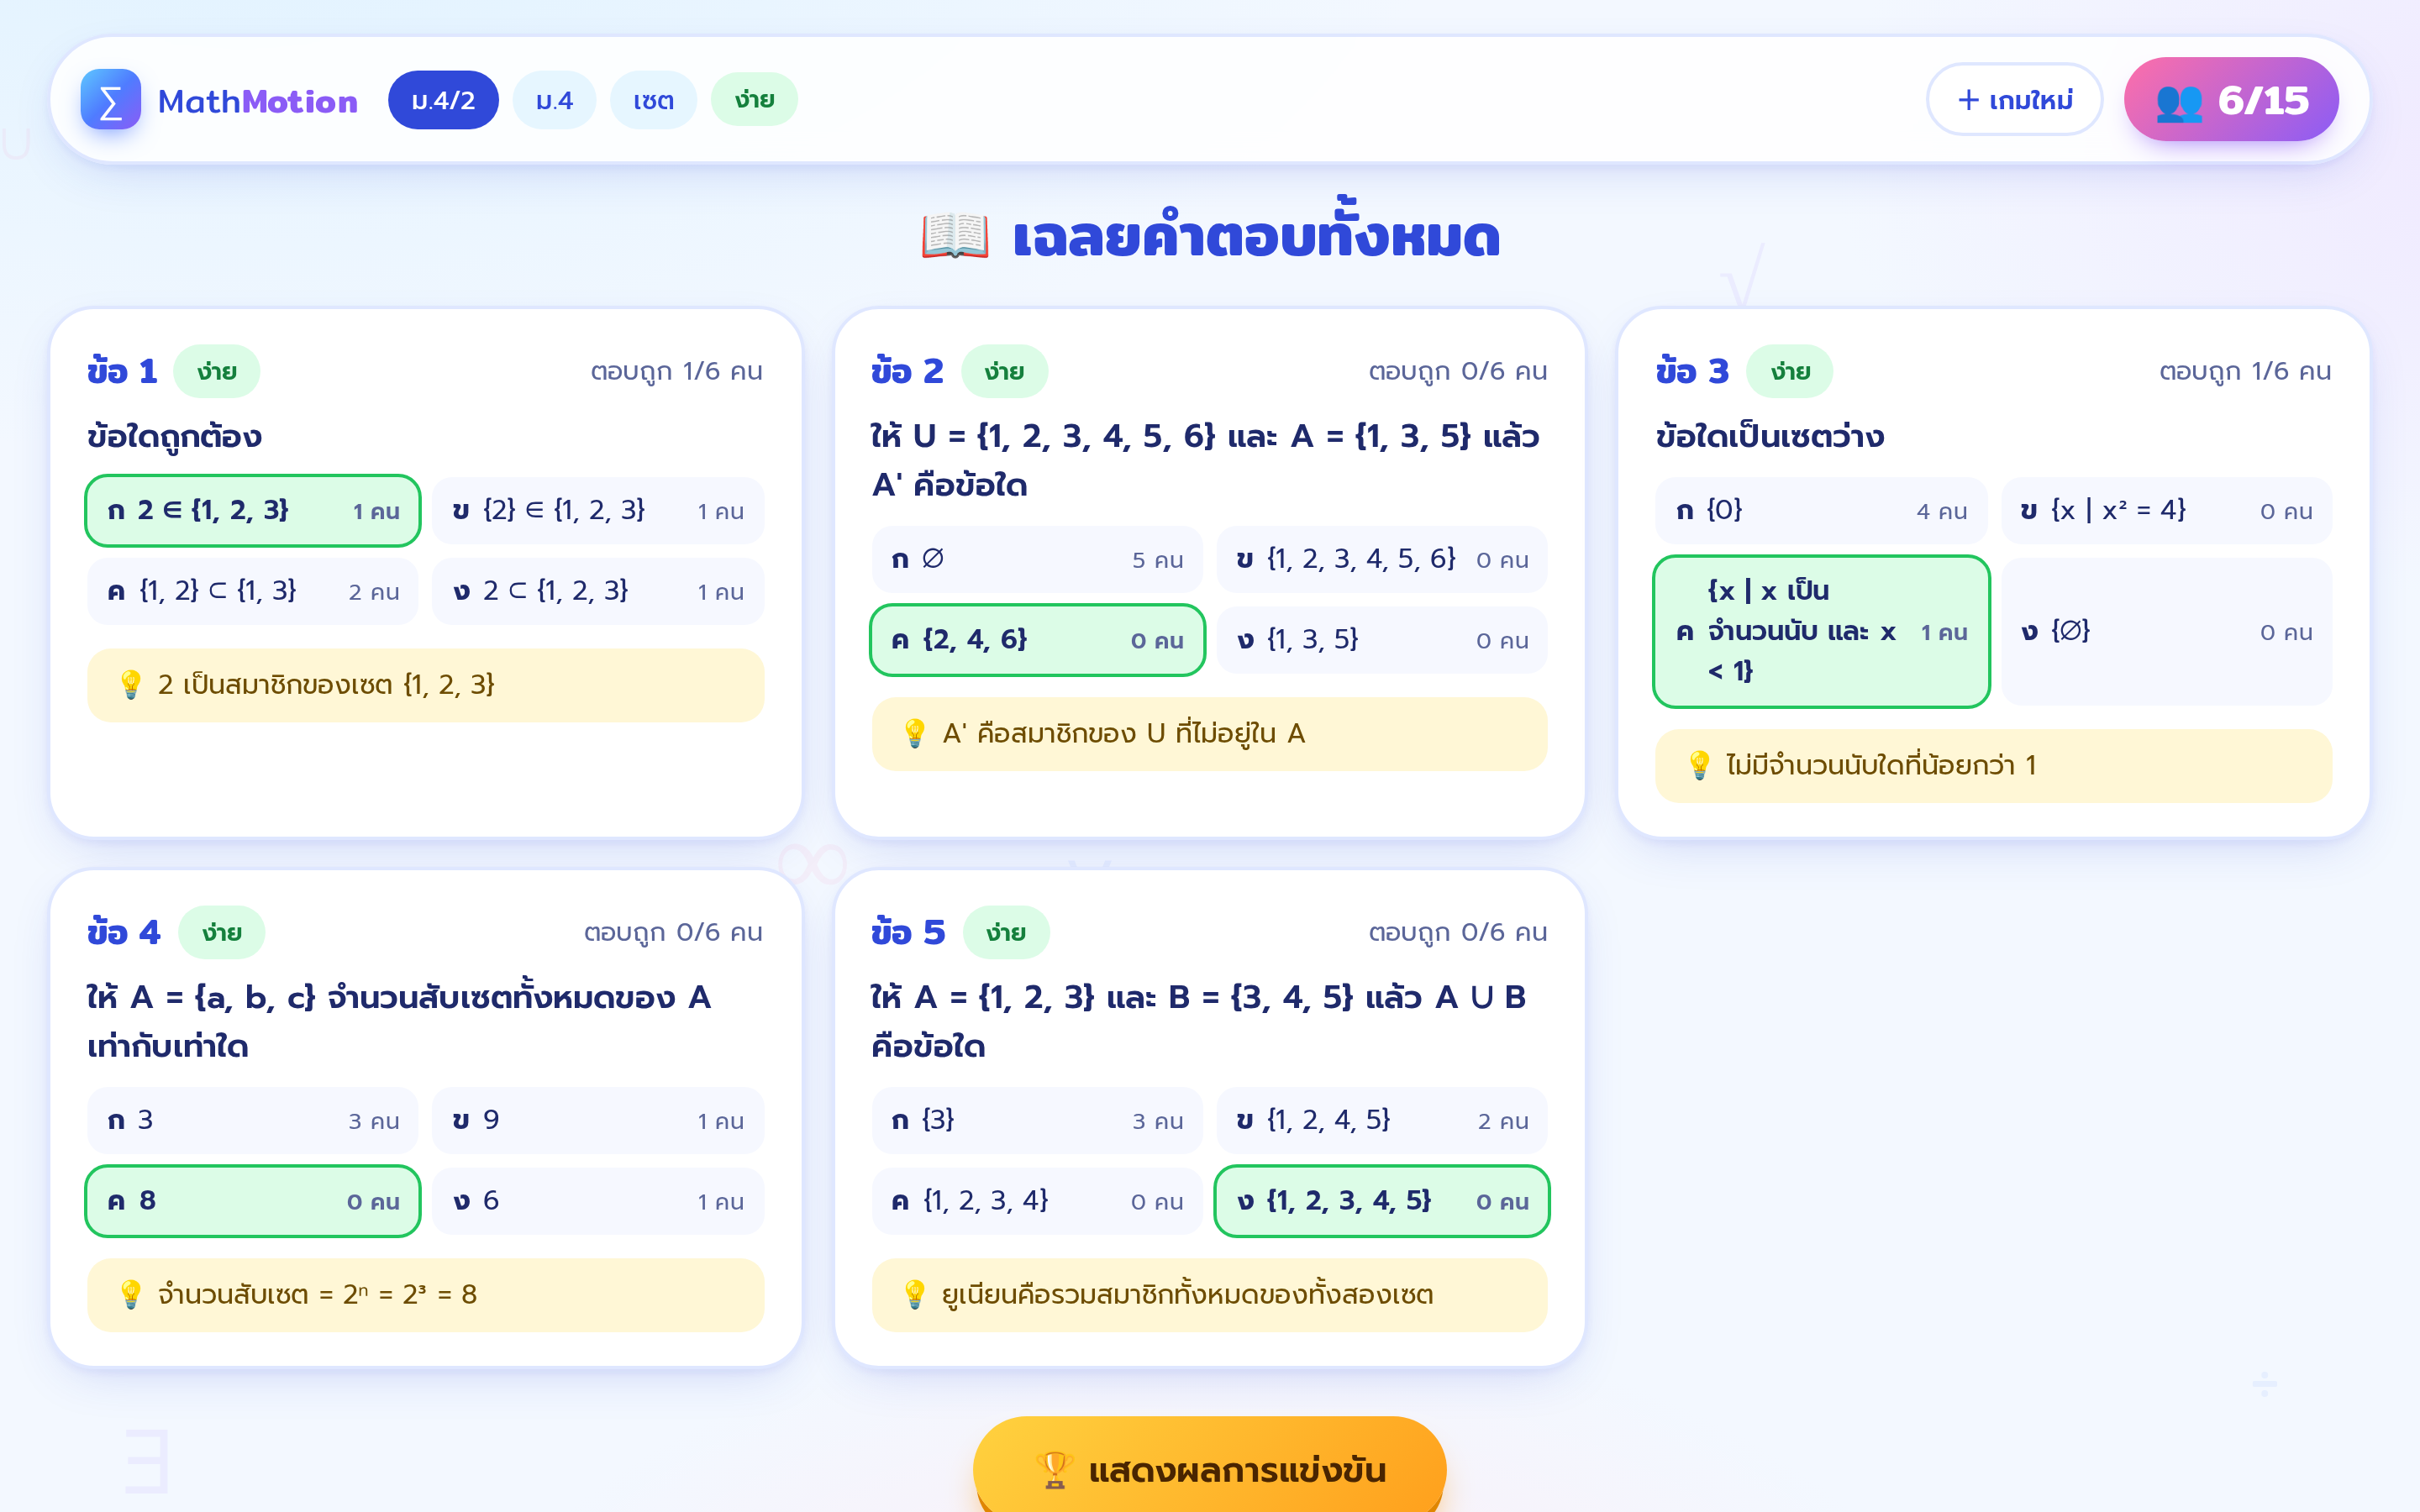 ∑ MathMotion ม.4/2 ม.4 เซต ง่าย + เกมใหม่ 👥 6/15
📖 เฉลยคำตอบทั้งหมด
ข้อ 1 ง่าย ตอบถูก 1/6 คน
ข้อใดถูกต้อง
ก 2 ∈ {1, 2, 3} 1 คน
ข {2} ∈ {1, 2, 3} 1 คน
ค {1, 2} ⊂ {1, 3} 2 คน
ง 2 ⊂ {1, 2, 3} 1 คน
💡 2 เป็นสมาชิกของเซต {1, 2, 3}
ข้อ 2 ง่าย ตอบถูก 0/6 คน
ให้ U = {1, 2, 3, 4, 5, 6} และ A = {1, 3, 5} แล้ว
A' คือข้อใด
ก ∅ 5 คน
ข {1, 2, 3, 4, 5, 6} 0 คน
ค {2, 4, 6} 0 คน
ง {1, 3, 5} 0 คน
💡 A' คือสมาชิกของ U ที่ไม่อยู่ใน A
ข้อ 3 ง่าย ตอบถูก 1/6 คน
ข้อใดเป็นเซตว่าง
ก {0} 4 คน
ข {x | x² = 4} 0 คน
{x | x เป็น
ค จำนวนนับ และ x 1 คน
< 1}
ง {∅} 0 คน
💡 ไม่มีจำนวนนับใดที่น้อยกว่า 1
ข้อ 4 ง่าย ตอบถูก 0/6 คน
ให้ A = {a, b, c} จำนวนสับเซตทั้งหมดของ A
เท่ากับเท่าใด
ก 3 3 คน
ข 9 1 คน
ค 8 0 คน
ง 6 1 คน
💡 จำนวนสับเซต = 2ⁿ = 2³ = 8
ข้อ 5 ง่าย ตอบถูก 0/6 คน
ให้ A = {1, 2, 3} และ B = {3, 4, 5} แล้ว A ∪ B
คือข้อใด
ก {3} 3 คน
ข {1, 2, 4, 5} 2 คน
ค {1, 2, 3, 4} 0 คน
ง {1, 2, 3, 4, 5} 0 คน
💡 ยูเนียนคือรวมสมาชิกทั้งหมดของทั้งสองเซต
🏆 แสดงผลการแข่งขัน